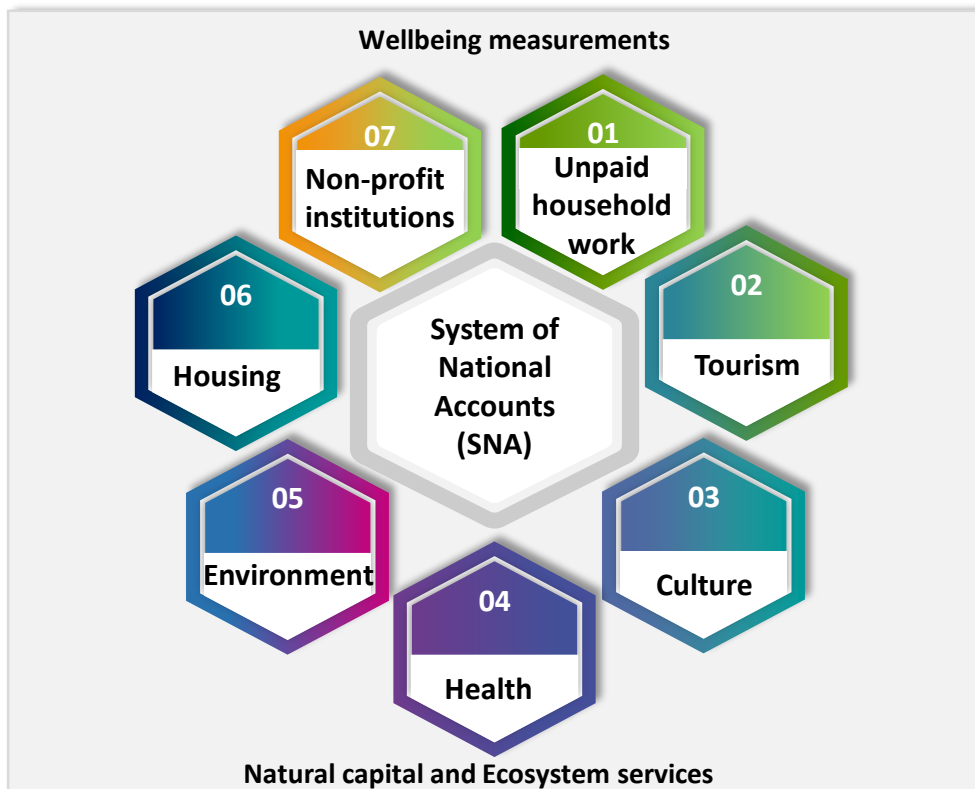 Wellbeing measurements
07
Non-profit
institutions
01
Unpaid
household
work
06
Housing
System of
National
Accounts
(SNA)
02
Tourism
05
Environment
03
Culture
04
Health
Natural capital and Ecosystem services